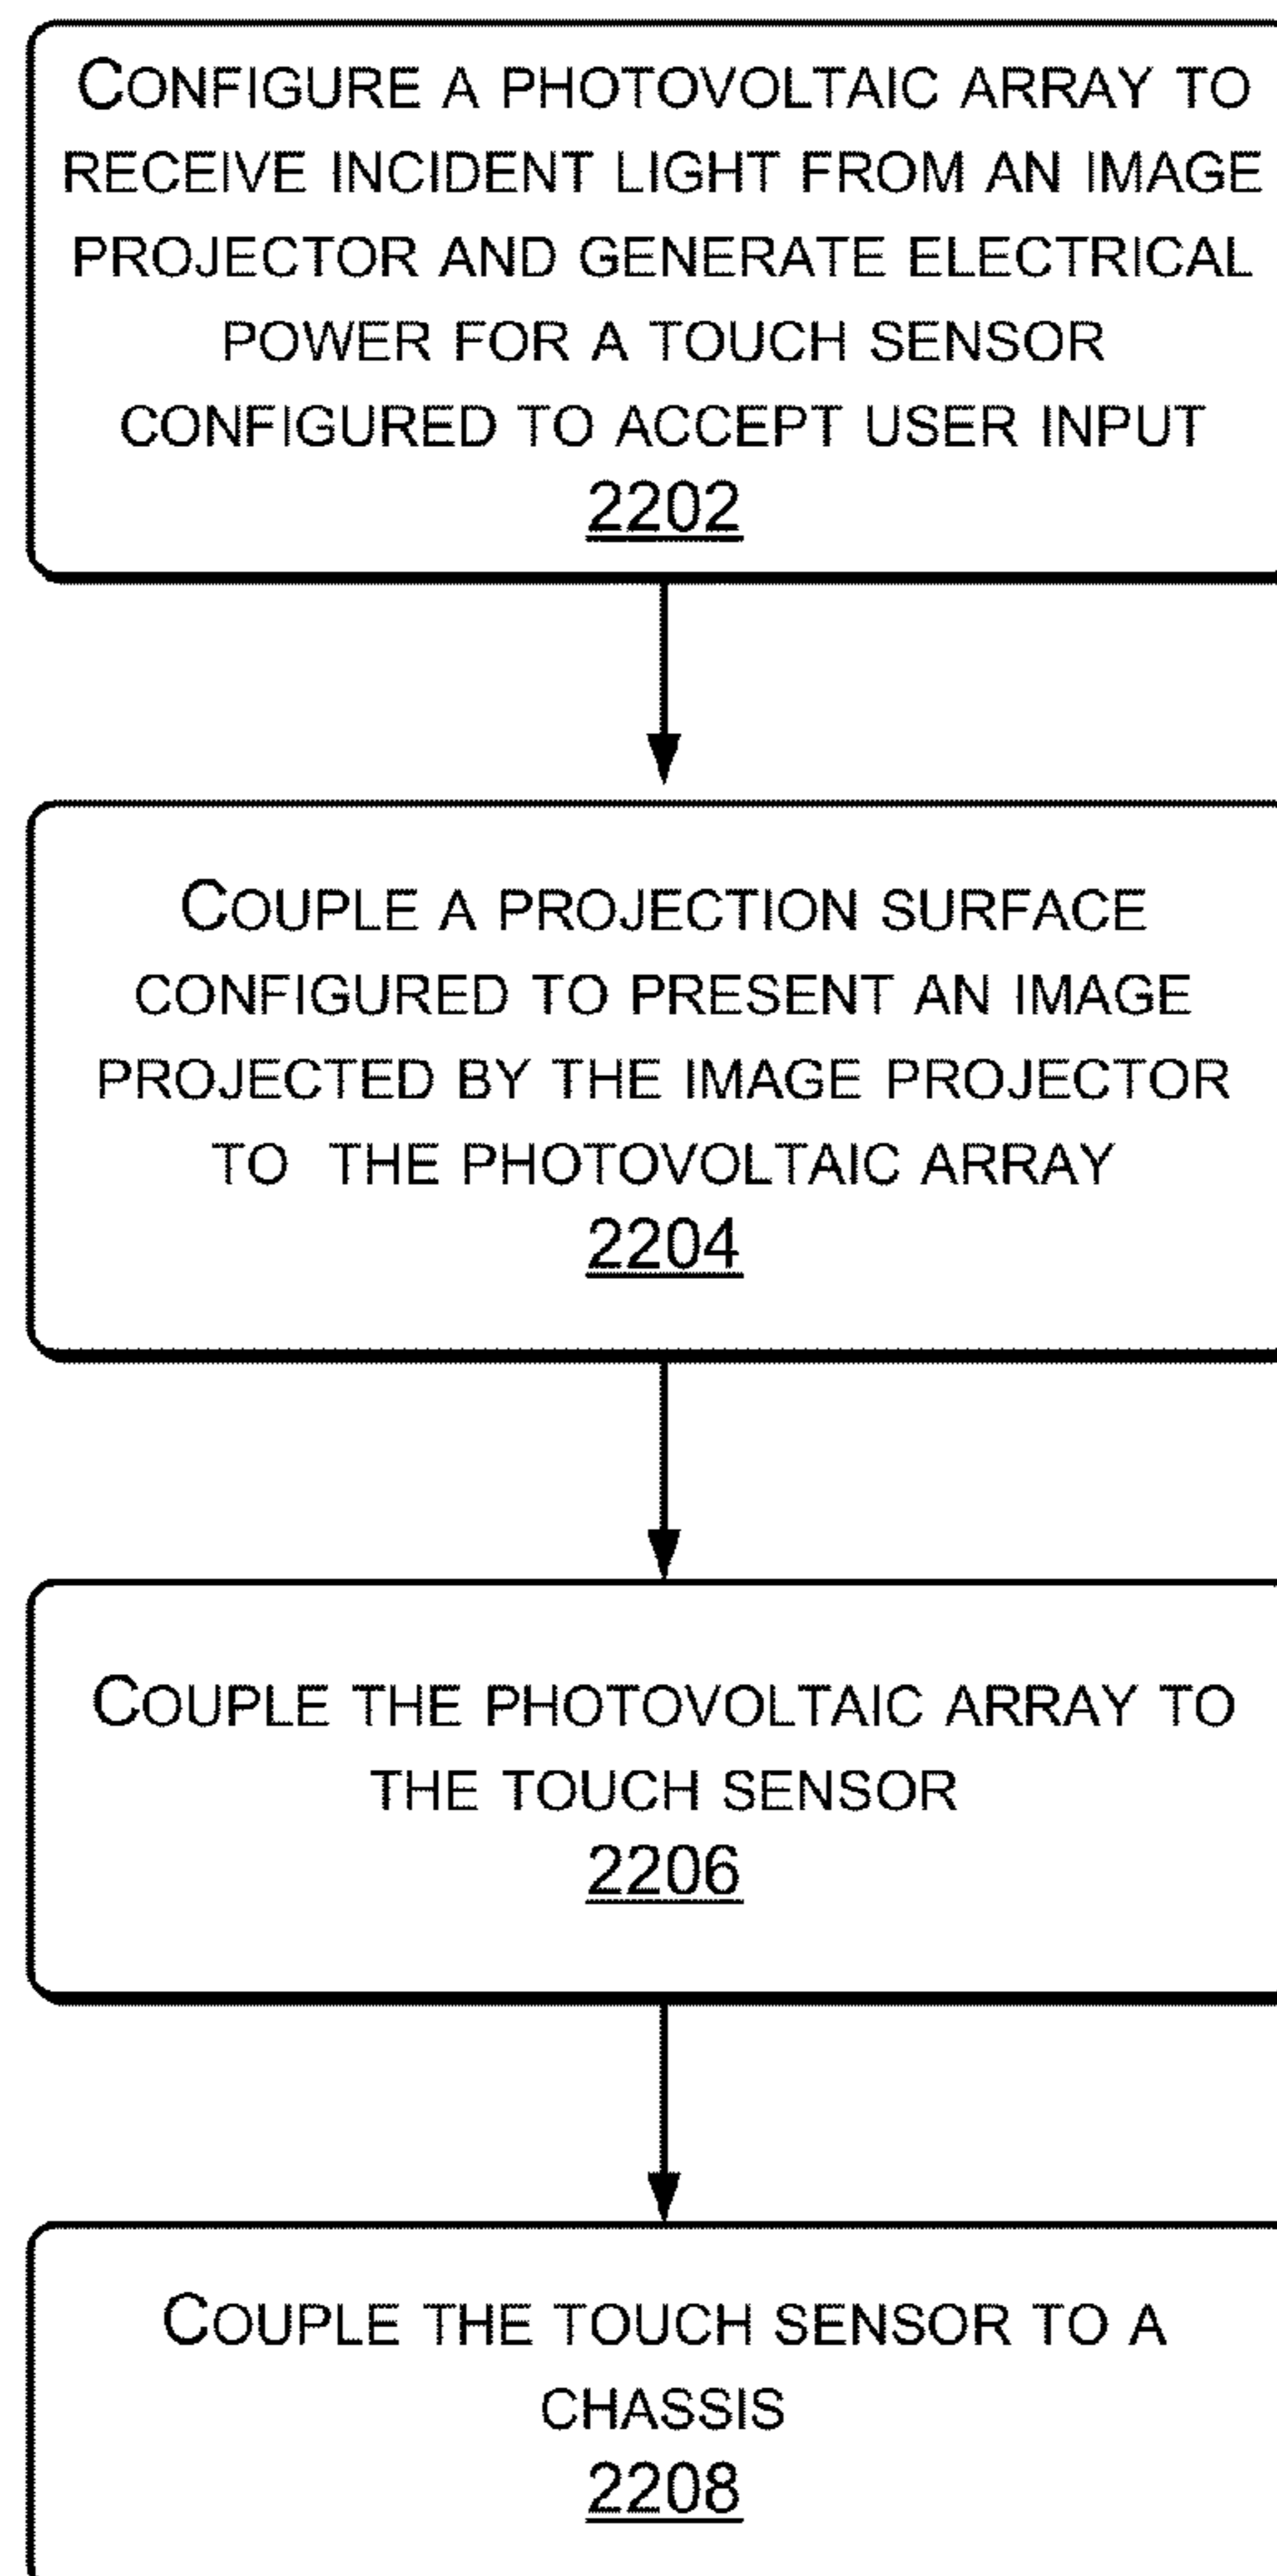 CONFIGURE A PHOTOVOLTAIC ARRAY TO
RECEIVE INCIDENT LIGHT FROM AN IMAGE
PROJECTOR AND GENERATE ELECTRICAL
POWER FOR A TOUCH SENSOR
CONFIGURED TO ACCEPT USER INPUT
2202
COUPLE A PROJECTION SURFACE
CONFIGURED TO PRESENT AN IMAGE
PROJECTED BY THE IMAGE PROJECTOR
TO THE PHOTOVOLTAIC ARRAY
2204
COUPLE THE PHOTOVOLTAIC ARRAY TO
THE TOUCH SENSOR
2206
COUPLE THE TOUCH SENSOR TO A
CHASSIS
2208